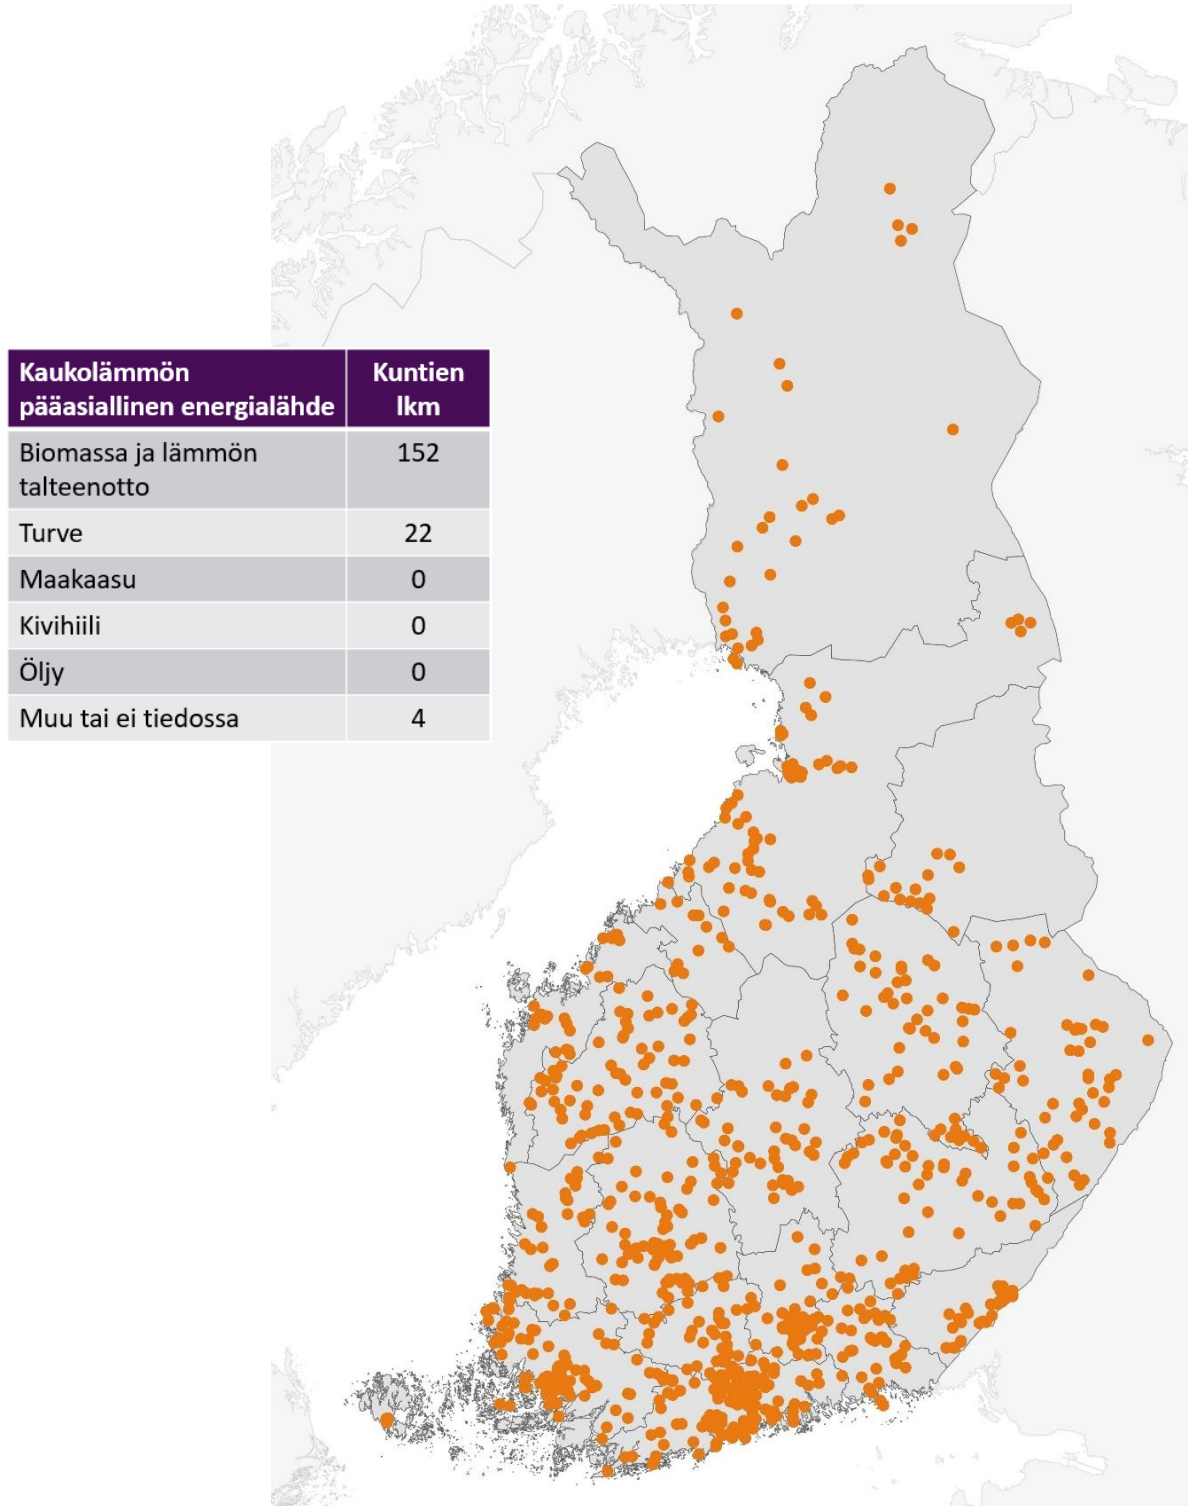 Kaukolämmön
pääasiallinen energialähde
Kuntien
lkm
Biomassa ja lämmön
talteenotto
152
Turve
22
Maakaasu
0
Kivihiili
0
Öljy
0
Muu tai ei tiedossa
4